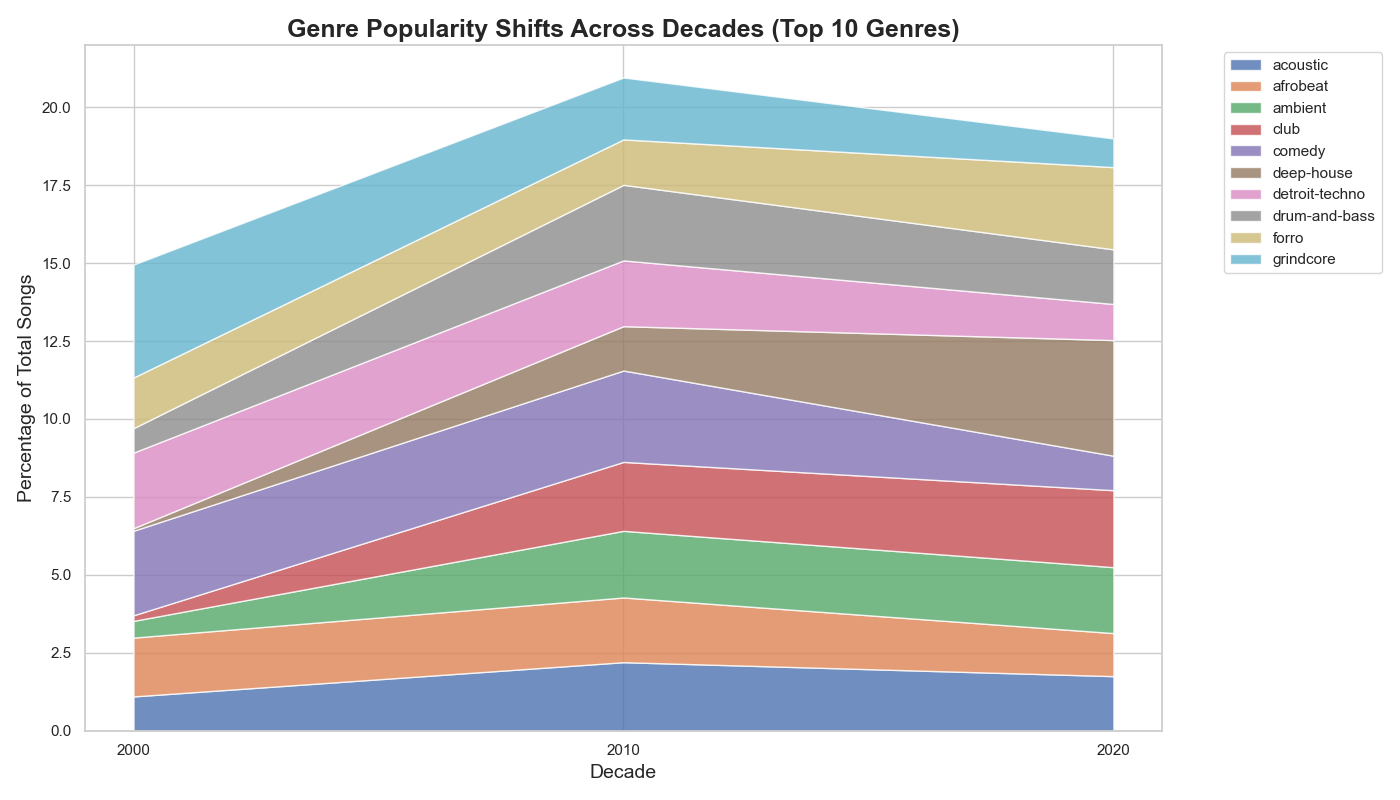 Genre Popularity Shifts Across Decades (Top 10 Genres)
Percentage of Total Songs
20.0
17.5
15.0
12.5
10.0
7.5
5.0
2.5
0.0
2000
2010
2020
Decade
acoustic
afrobeat
ambient
club
comedy
deep-house
detroit-techno
drum-and-bass
forro
grindcore